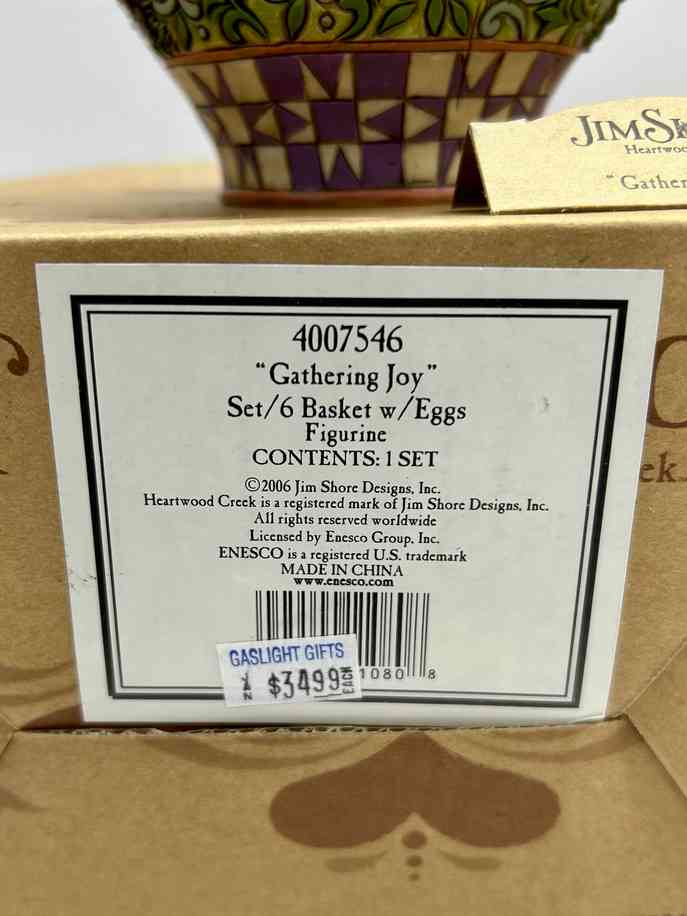 JIM
Heartwoo
"Gather
4007546
"Gathering Joy"
Set/6 Basket w/Eggs
Figurine
CONTENTS: 1 SET
©2006 Jim Shore Designs, Inc.
Heartwood Creek is a registered mark of Jim Shore Designs, Inc.
All rights reserved worldwide
Licensed by Enesco Group, Inc.
ENESCO is a registered U.S. trademark
MADE IN CHINA
www.enesco.com
GASLIGHT GIFTS
$3499 EACH
1080 8
ek